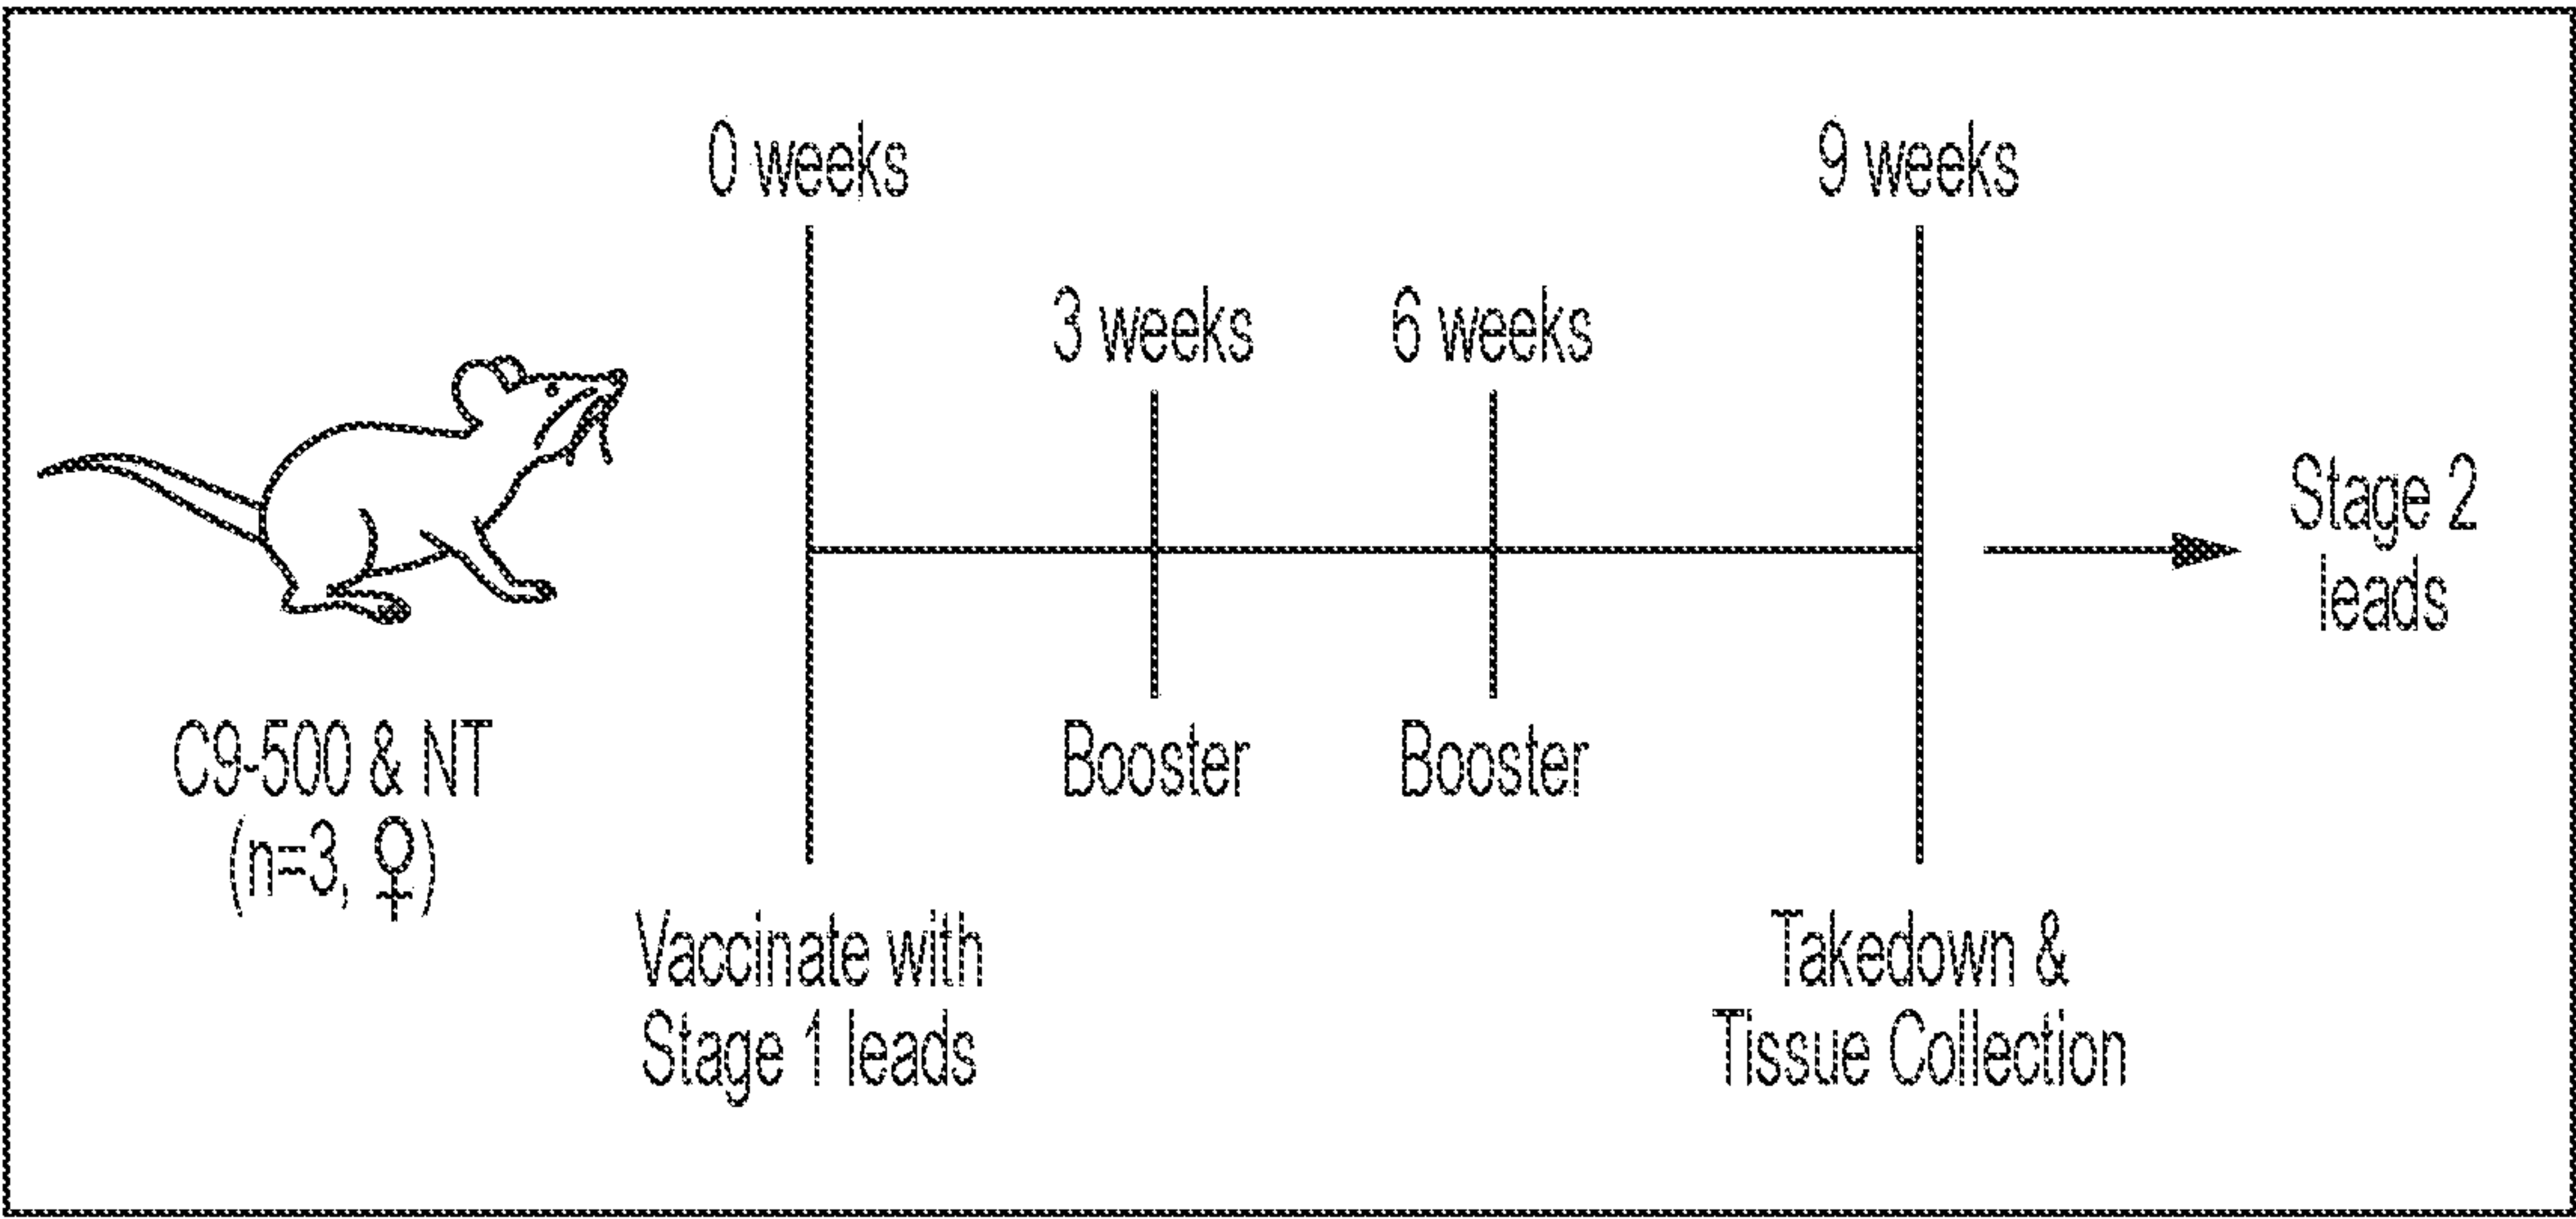 0 weeks
9 weeks
3 weeks
6 weeks
Stage 2
leads
C9-500 & NT
(n=3, ♀)
Booster
Booster
Vaccinate with
Stage 1 leads
Takedown &
Tissue Collection